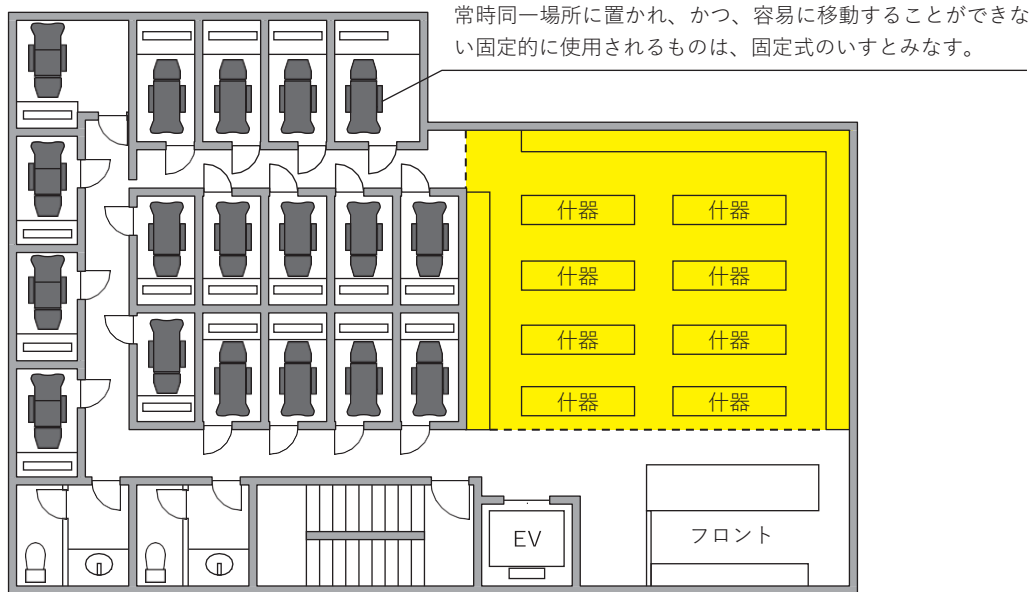 常時同一場所に置かれ、かつ、容易に移動することができな
い固定的に使用されるものは、固定式のいすとみなす。
什器 什器
什器 什器
什器 什器
什器 什器
EV
フロント